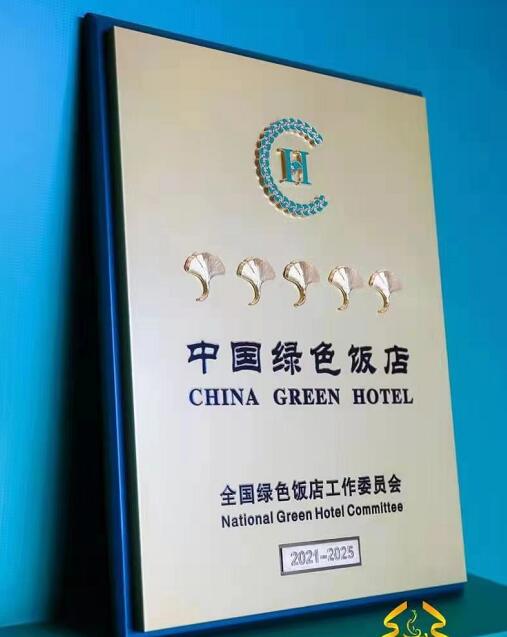 H
中国绿色饭店
CHINA GREEN HOTEL
全国绿色饭店工作委员会
National Green Hotel Committee
2021-2025